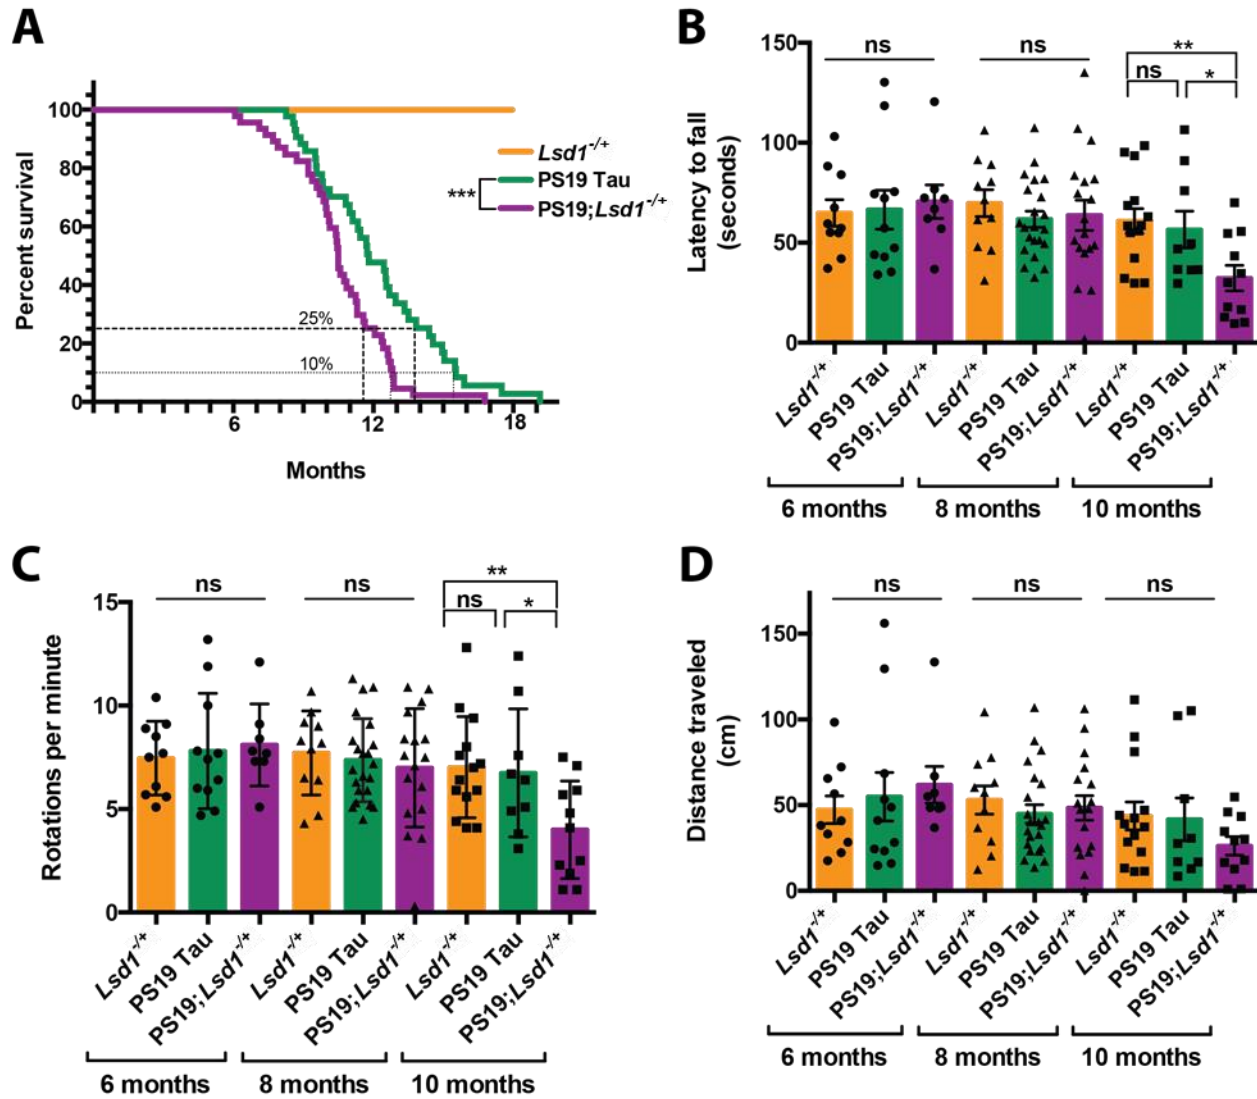 A
100
80
60
40
20
0
Percent survival
25%
10%
6
12
18
Months
Lsd1-/+
PS19 Tau
PS19;Lsd1-/+
***
B
150
100
50
0
Latency to fall
(seconds)
ns
ns
**
ns
*
Lsd1-/+
PS19 Tau
PS19;Lsd1-/+
Lsd1-/+
PS19 Tau
PS19;Lsd1-/+
Lsd1-/+
PS19 Tau
PS19;Lsd1-/+
6 months
8 months
10 months
C
15
10
5
0
Rotations per minute
ns
ns
**
ns
*
Lsd1-/+
PS19 Tau
PS19;Lsd1-/+
Lsd1-/+
PS19 Tau
PS19;Lsd1-/+
Lsd1-/+
PS19 Tau
PS19;Lsd1-/+
6 months
8 months
10 months
D
150
100
50
0
Distance traveled
(cm)
ns
ns
ns
Lsd1-/+
PS19 Tau
PS19;Lsd1-/+
Lsd1-/+
PS19 Tau
PS19;Lsd1-/+
Lsd1-/+
PS19 Tau
PS19;Lsd1-/+
6 months
8 months
10 months